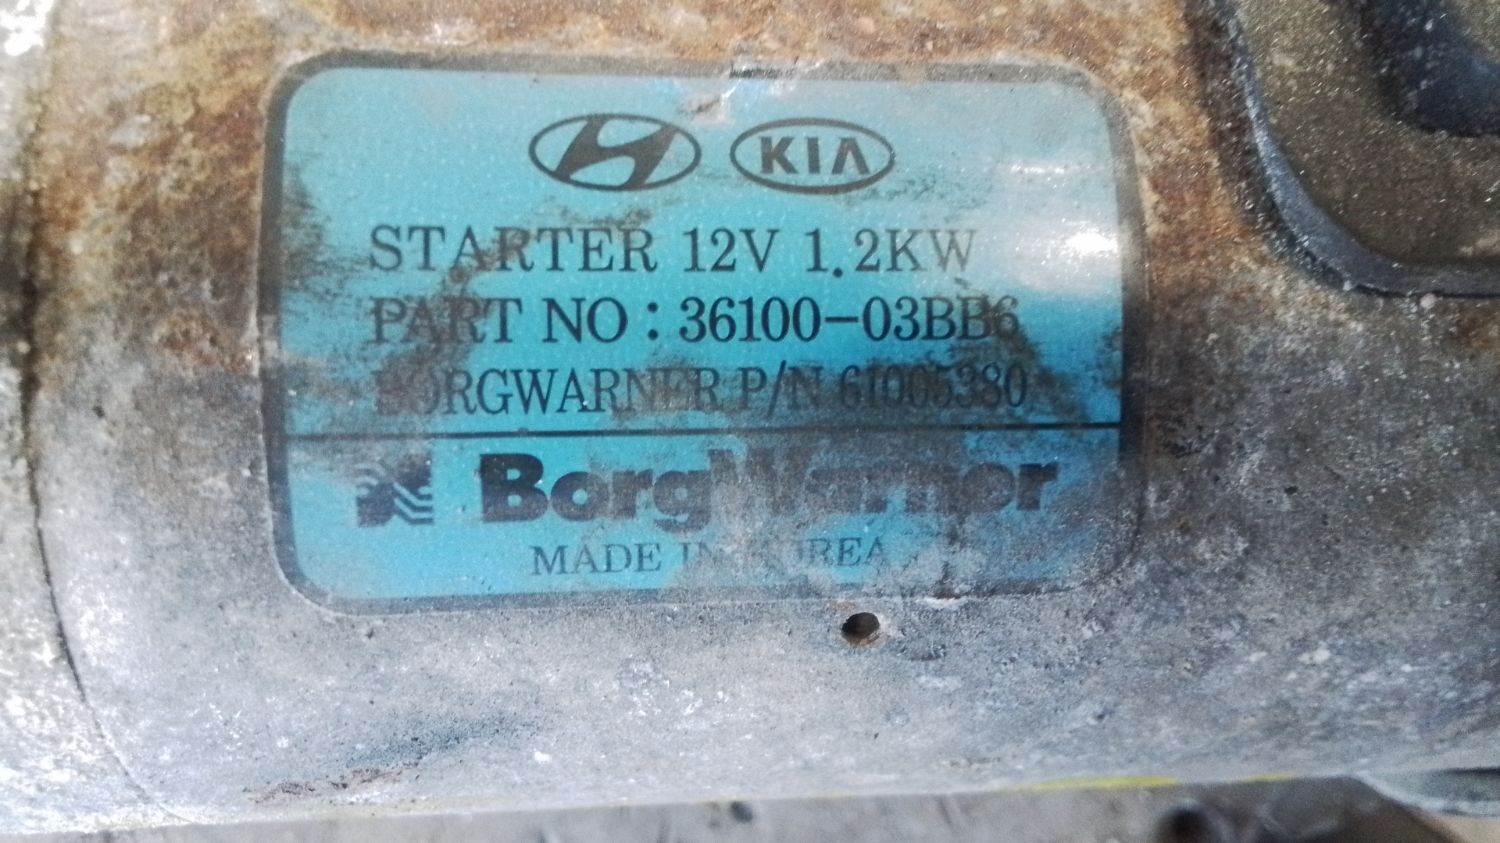 KIA
STARTER 12V 1.2KW
PART NO : 36100-03BB6
BORGWARNER P/N 61005380
BorgWarner
MADE IN KOREA